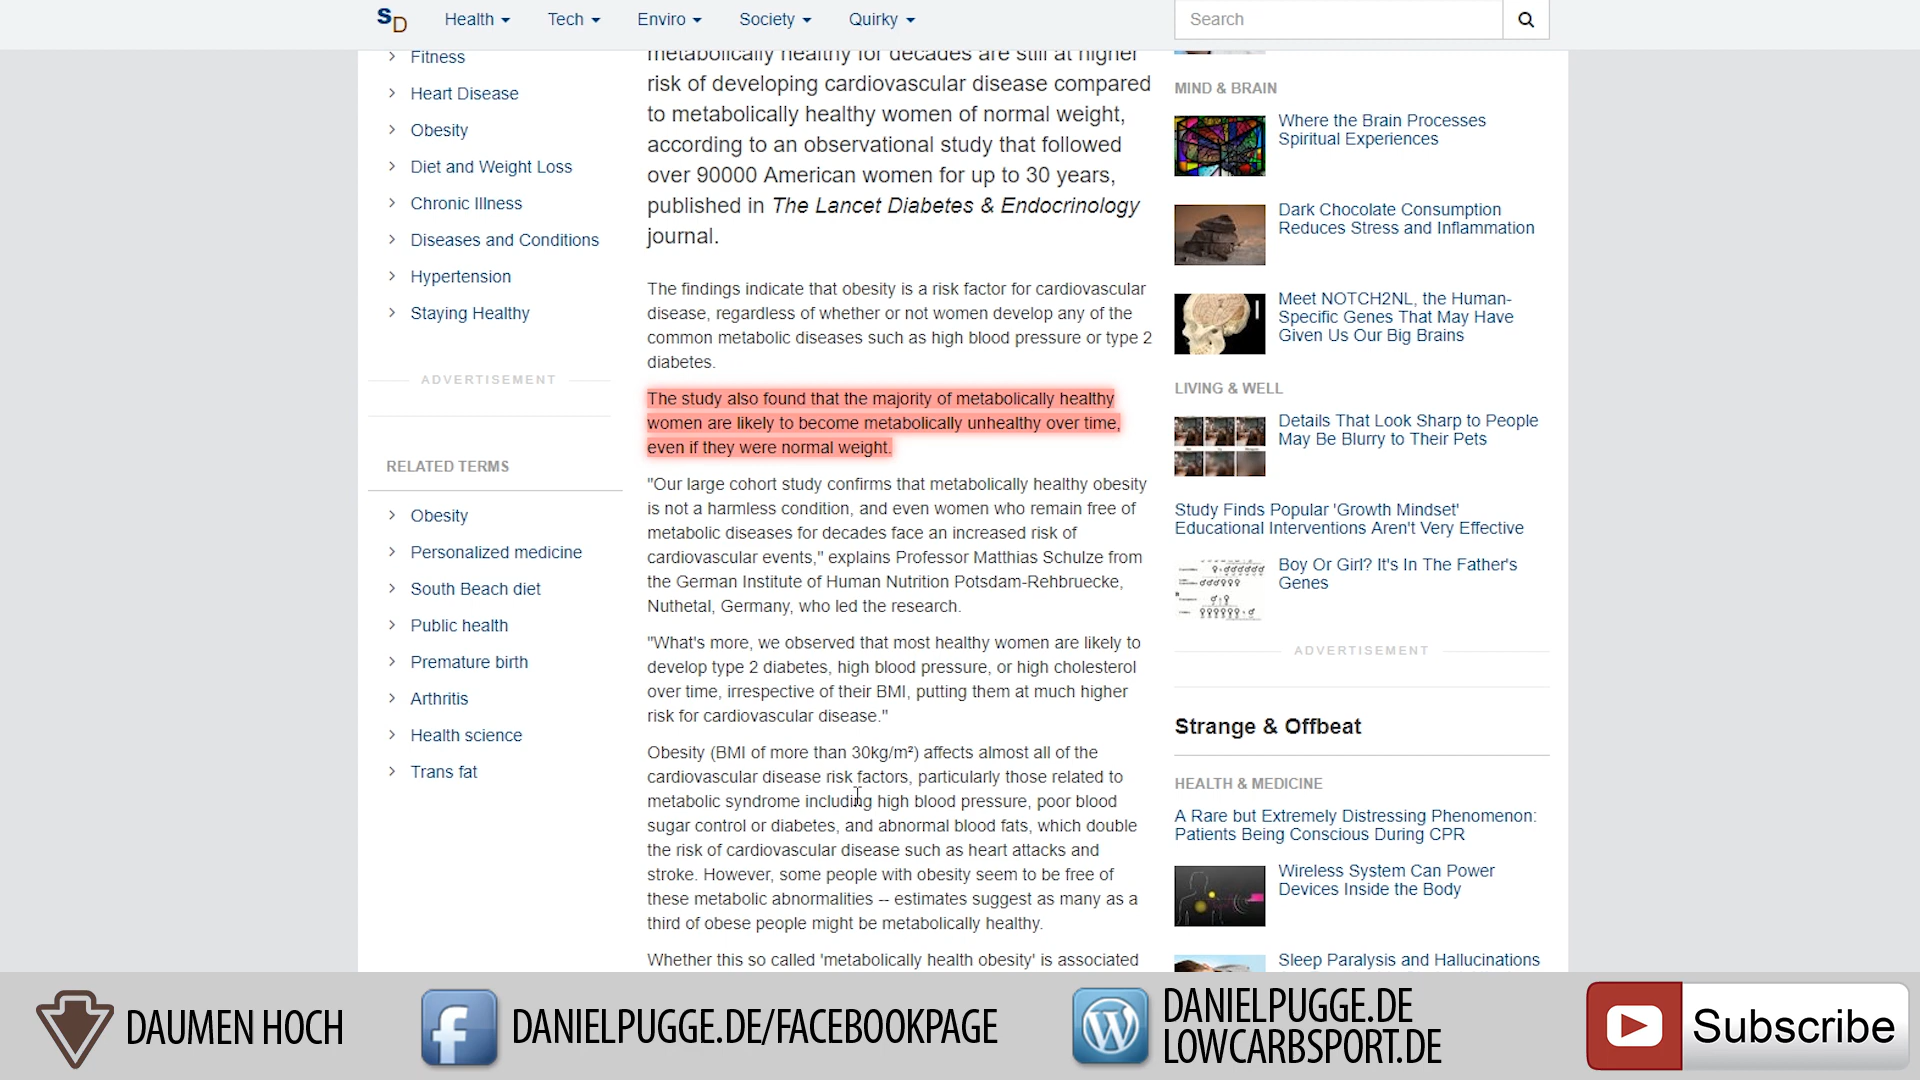 SD
Health
Tech
Enviro
Society
Quirky
Search
Fitness
Heart Disease
Obesity
Diet and Weight Loss
Chronic Illness
Diseases and Conditions
Hypertension
Staying Healthy
ADVERTISEMENT
RELATED TERMS
Obesity
Personalized medicine
South Beach diet
Public health
Premature birth
Arthritis
Health science
Trans fat
metabolically healthy for decades are still at higher
risk of developing cardiovascular disease compared
to metabolically healthy women of normal weight,
according to an observational study that followed
over 90000 American women for up to 30 years,
published in The Lancet Diabetes & Endocrinology
journal.
The findings indicate that obesity is a risk factor for cardiovascular
disease, regardless of whether or not women develop any of the
common metabolic diseases such as high blood pressure or type 2
diabetes.
The study also found that the majority of metabolically healthy
women are likely to become metabolically unhealthy over time,
even if they were normal weight.
"Our large cohort study confirms that metabolically healthy obesity
is not a harmless condition, and even women who remain free of
metabolic diseases for decades face an increased risk of
cardiovascular events," explains Professor Matthias Schulze from
the German Institute of Human Nutrition Potsdam-Rehbruecke,
Nuthetal, Germany, who led the research.
"What's more, we observed that most healthy women are likely to
develop type 2 diabetes, high blood pressure, or high cholesterol
over time, irrespective of their BMI, putting them at much higher
risk for cardiovascular disease."
Obesity (BMI of more than 30kg/m²) affects almost all of the
cardiovascular disease risk factors, particularly those related to
metabolic syndrome including high blood pressure, poor blood
sugar control or diabetes, and abnormal blood fats, which double
the risk of cardiovascular disease such as heart attacks and
stroke. However, some people with obesity seem to be free of
these metabolic abnormalities -- estimates suggest as many as a
third of obese people might be metabolically healthy.
Whether this so called 'metabolically health obesity' is associated
MIND & BRAIN
Where the Brain Processes
Spiritual Experiences
Dark Chocolate Consumption
Reduces Stress and Inflammation
Meet NOTCH2NL, the Human-
Specific Genes That May Have
Given Us Our Big Brains
LIVING & WELL
Details That Look Sharp to People
May Be Blurry to Their Pets
Study Finds Popular 'Growth Mindset'
Educational Interventions Aren't Very Effective
Boy Or Girl? It's In The Father's
Genes
ADVERTISEMENT
Strange & Offbeat
HEALTH & MEDICINE
A Rare but Extremely Distressing Phenomenon:
Patients Being Conscious During CPR
Wireless System Can Power
Devices Inside the Body
Sleep Paralysis and Hallucinations
DAUMEN HOCH
DANIELPUGGE.DE/FACEBOOKPAGE
DANIELPUGGE.DE
LOWCARBSPORT.DE
Subscribe